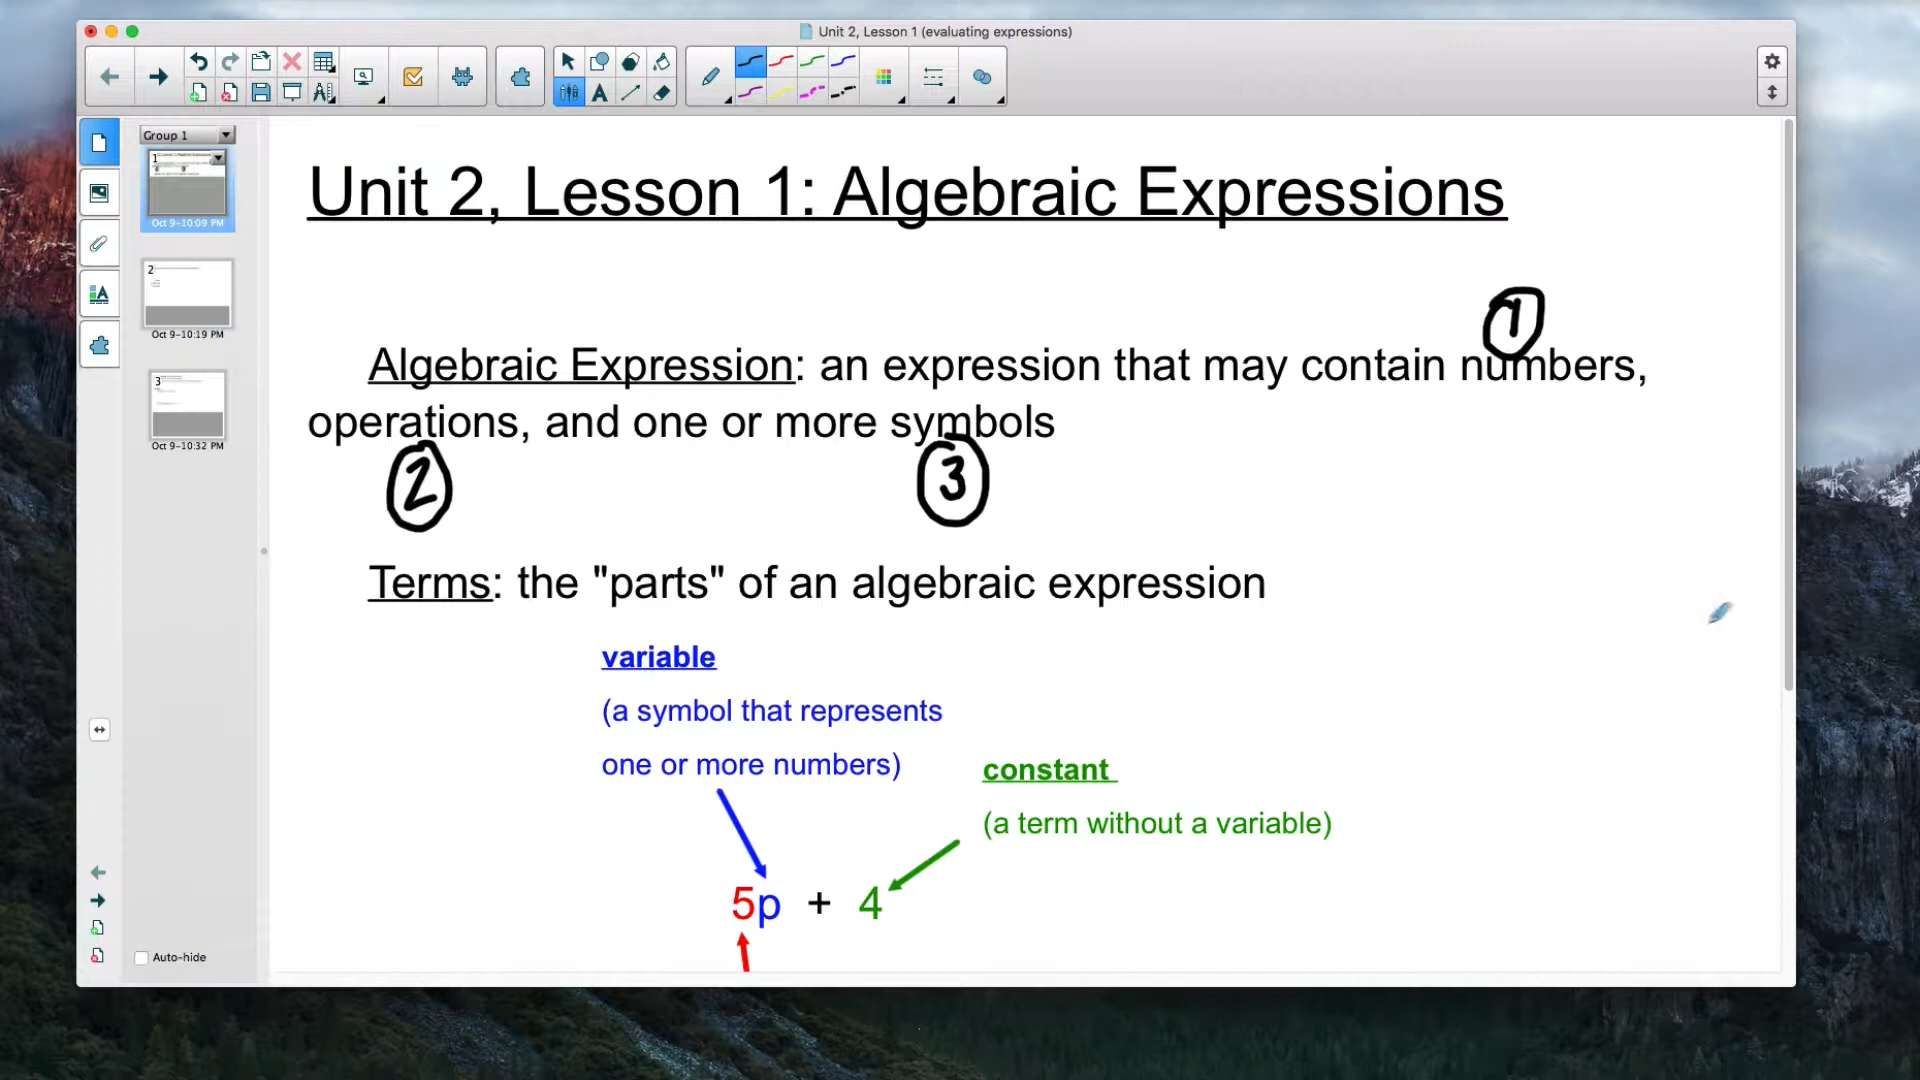 Unit 2, Lesson 1 (evaluating expressions)
Group 1
1
Oct 9-10:09 PM
2
Oct 9-10:19 PM
3
Oct 9-10:32 PM
Auto-hide
Unit 2, Lesson 1: Algebraic Expressions
1
Algebraic Expression: an expression that may contain numbers,
operations, and one or more symbols
2 3
Terms: the "parts" of an algebraic expression
variable
(a symbol that represents
one or more numbers)
constant
(a term without a variable)
5p + 4